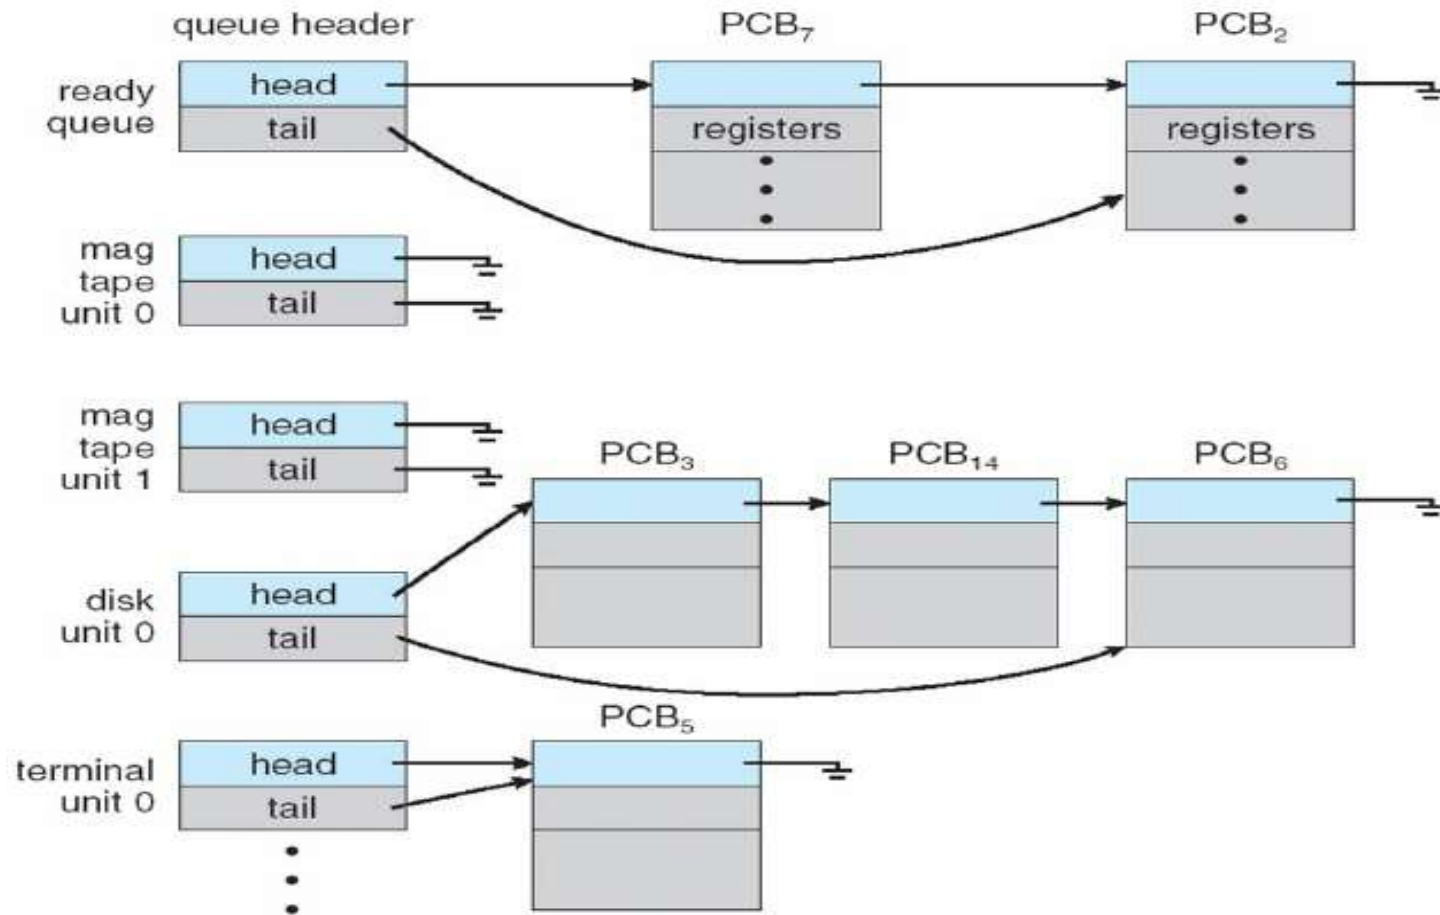 queue header
PCB₇
PCB₂
ready
queue
head
tail
registers
registers
mag
tape
unit 0
head
tail
mag
tape
unit 1
head
tail
PCB₃
PCB₁₄
PCB₆
disk
unit 0
head
tail
PCB₅
terminal
unit 0
head
tail